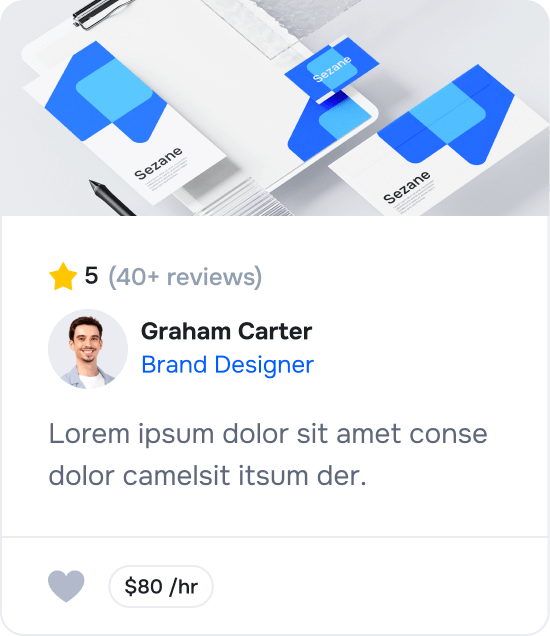 Sezane
Sezane
Sezane
5 (40+ reviews)
Graham Carter
Brand Designer
Lorem ipsum dolor sit amet conse
dolor camelsit itsum der.
$80 /hr